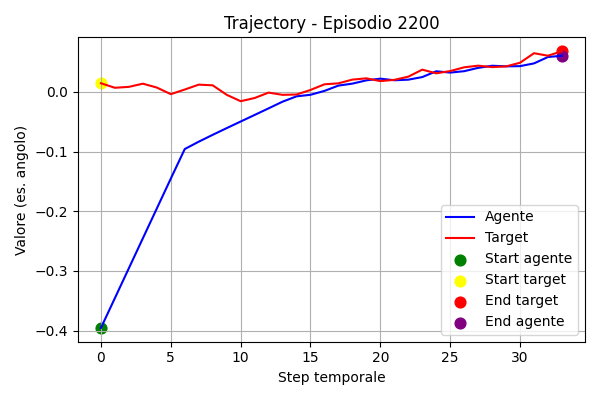 Trajectory - Episodio 2200
Valore (es. angolo)
0.0
−0.1
−0.2
−0.3
−0.4
Agente
Target
Start agente
Start target
End target
End agente
0 5 10 15 20 25 30
Step temporale